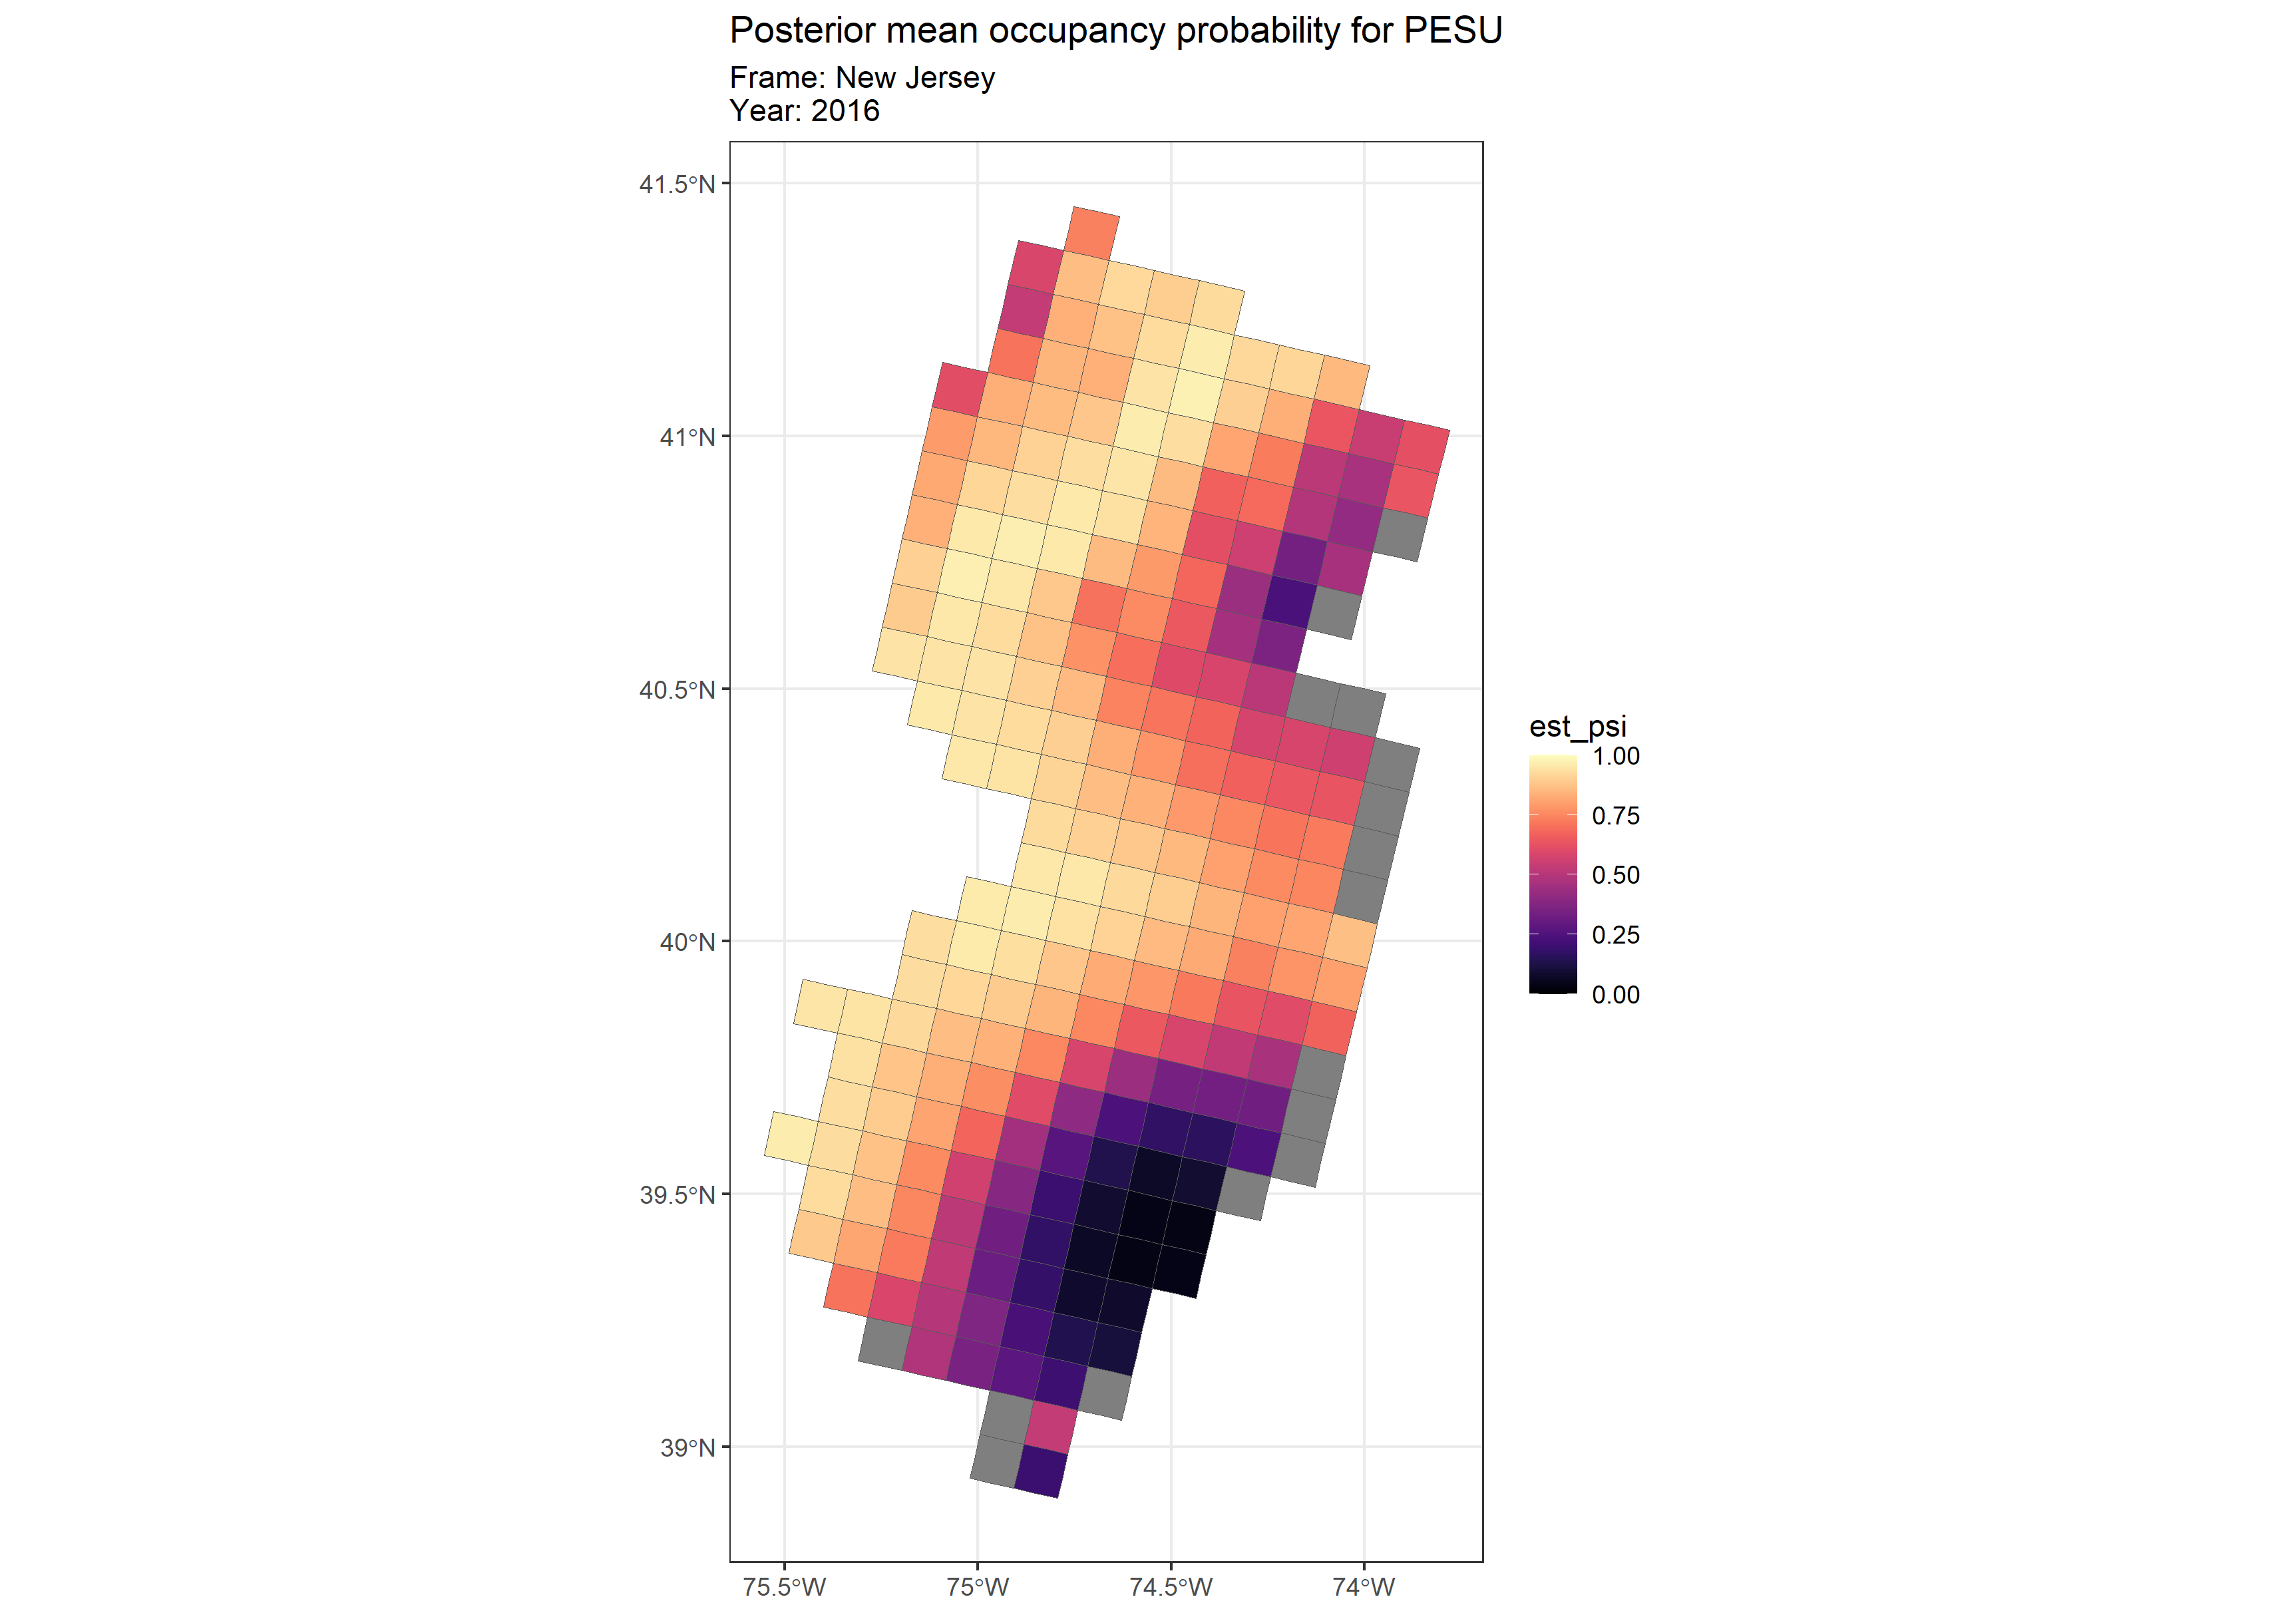 Posterior mean occupancy probability for PESU
Frame: New Jersey
Year: 2016
41.5°N
41°N
40.5°N
40°N
39.5°N
39°N
75.5°W
75°W
74.5°W
74°W
est_psi
1.00
0.75
0.50
0.25
0.00